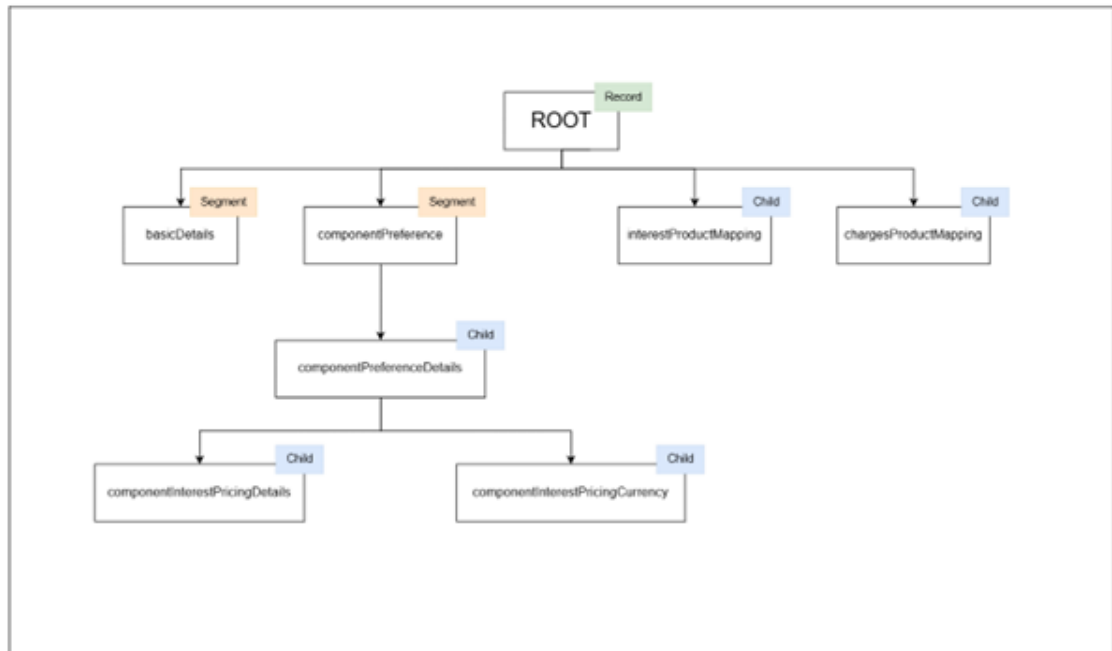 Record
ROOT
Segment
basicDetails
Segment
componentPreference
Child
interestProductMapping
Child
chargesProductMapping
Child
componentPreferenceDetails
Child
componentInterestPricingDetails
Child
componentInterestPricingCurrency